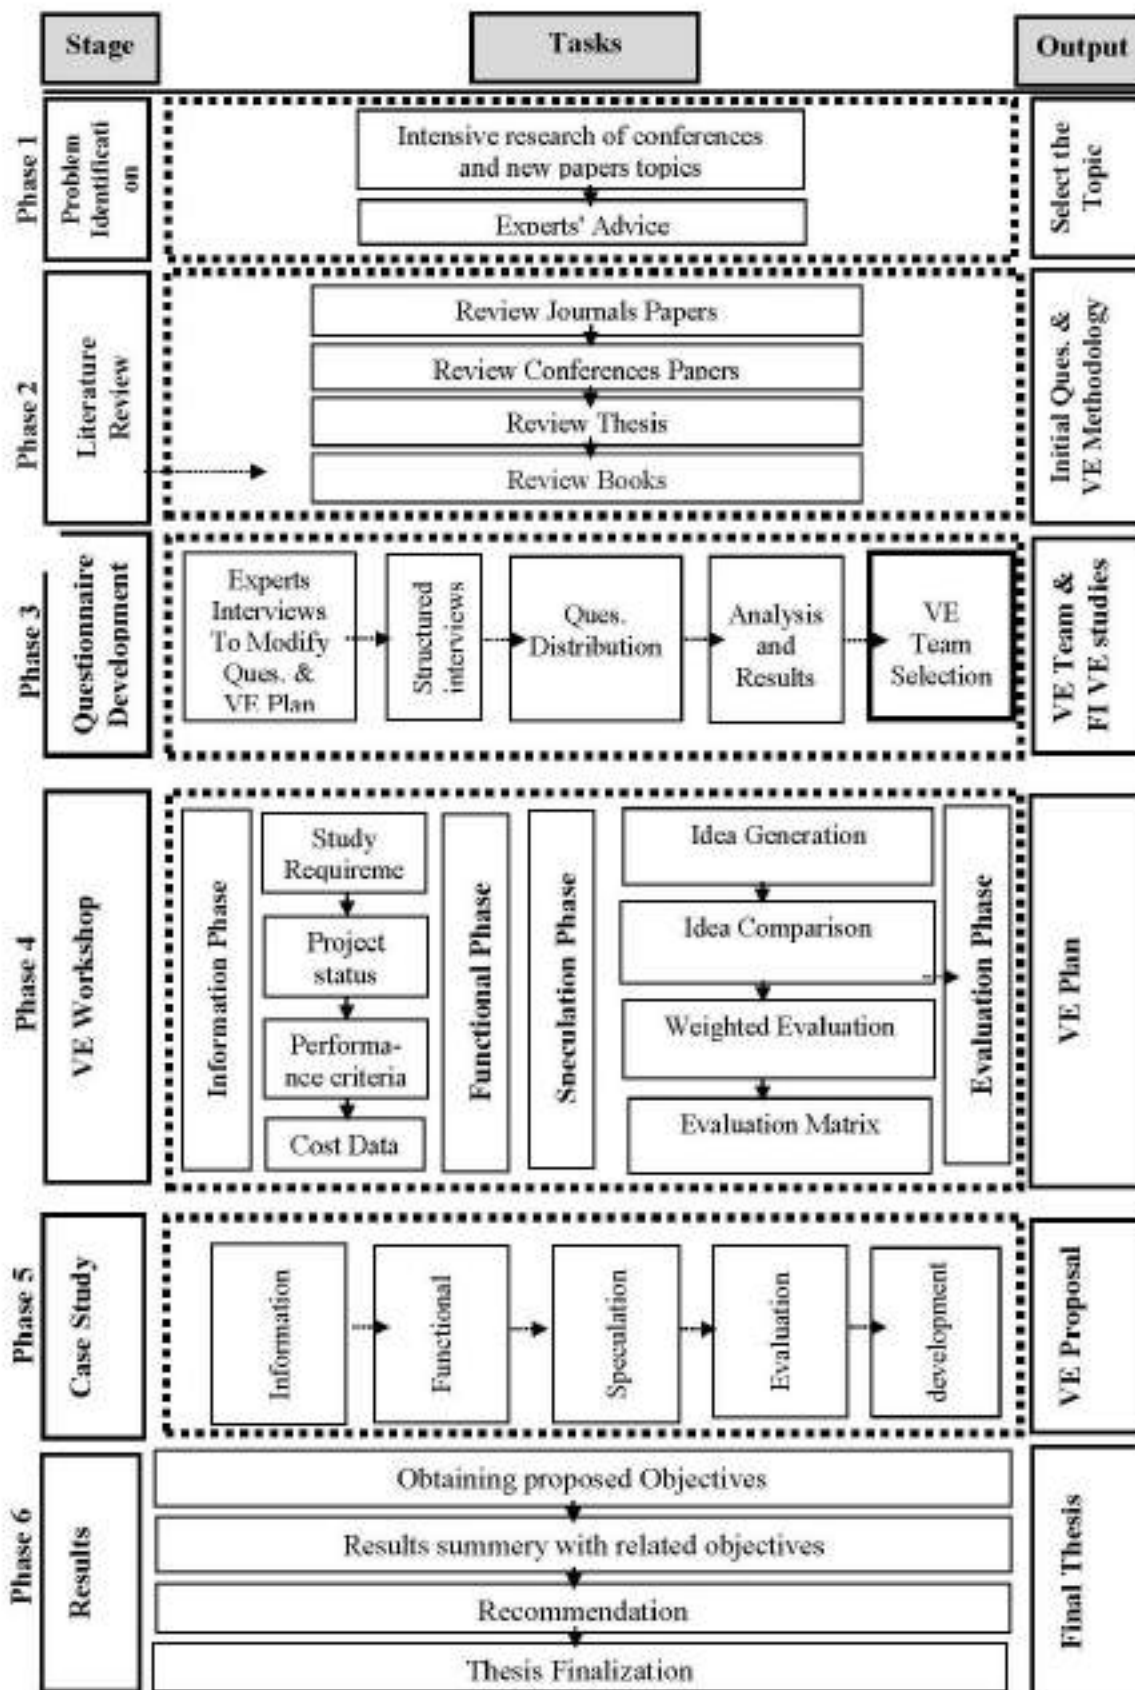 Stage
Tasks
Output
Phase 1
Problem
Identificati
on
Intensive research of conferences
and new papers topics
Experts' Advice
Select the
Topic
Phase 2
Literature
Review
Review Journals Papers
Review Conferences Papers
Review Thesis
Review Books
Initial Ques. &
VE Methodology
Phase 3
Questionnaire
Development
Experts
Interviews
To Modify
Ques. &
VE Plan
Structured
interviews
Ques.
Distribution
Analysis
and
Results
VE
Team
Selection
VE Team &
FI VE studies
Phase 4
VE Workshop
Information Phase
Study
Requireme
Project
status
Performa-
nce criteria
Cost Data
Functional Phase
Speculation Phase
Idea Generation
Idea Comparison
Weighted Evaluation
Evaluation Matrix
Evaluation Phase
VE Plan
Phase 5
Case Study
Information
Functional
Speculation
Evaluation
development
VE Proposal
Phase 6
Results
Obtaining proposed Objectives
Results summery with related objectives
Recommendation
Thesis Finalization
Final Thesis